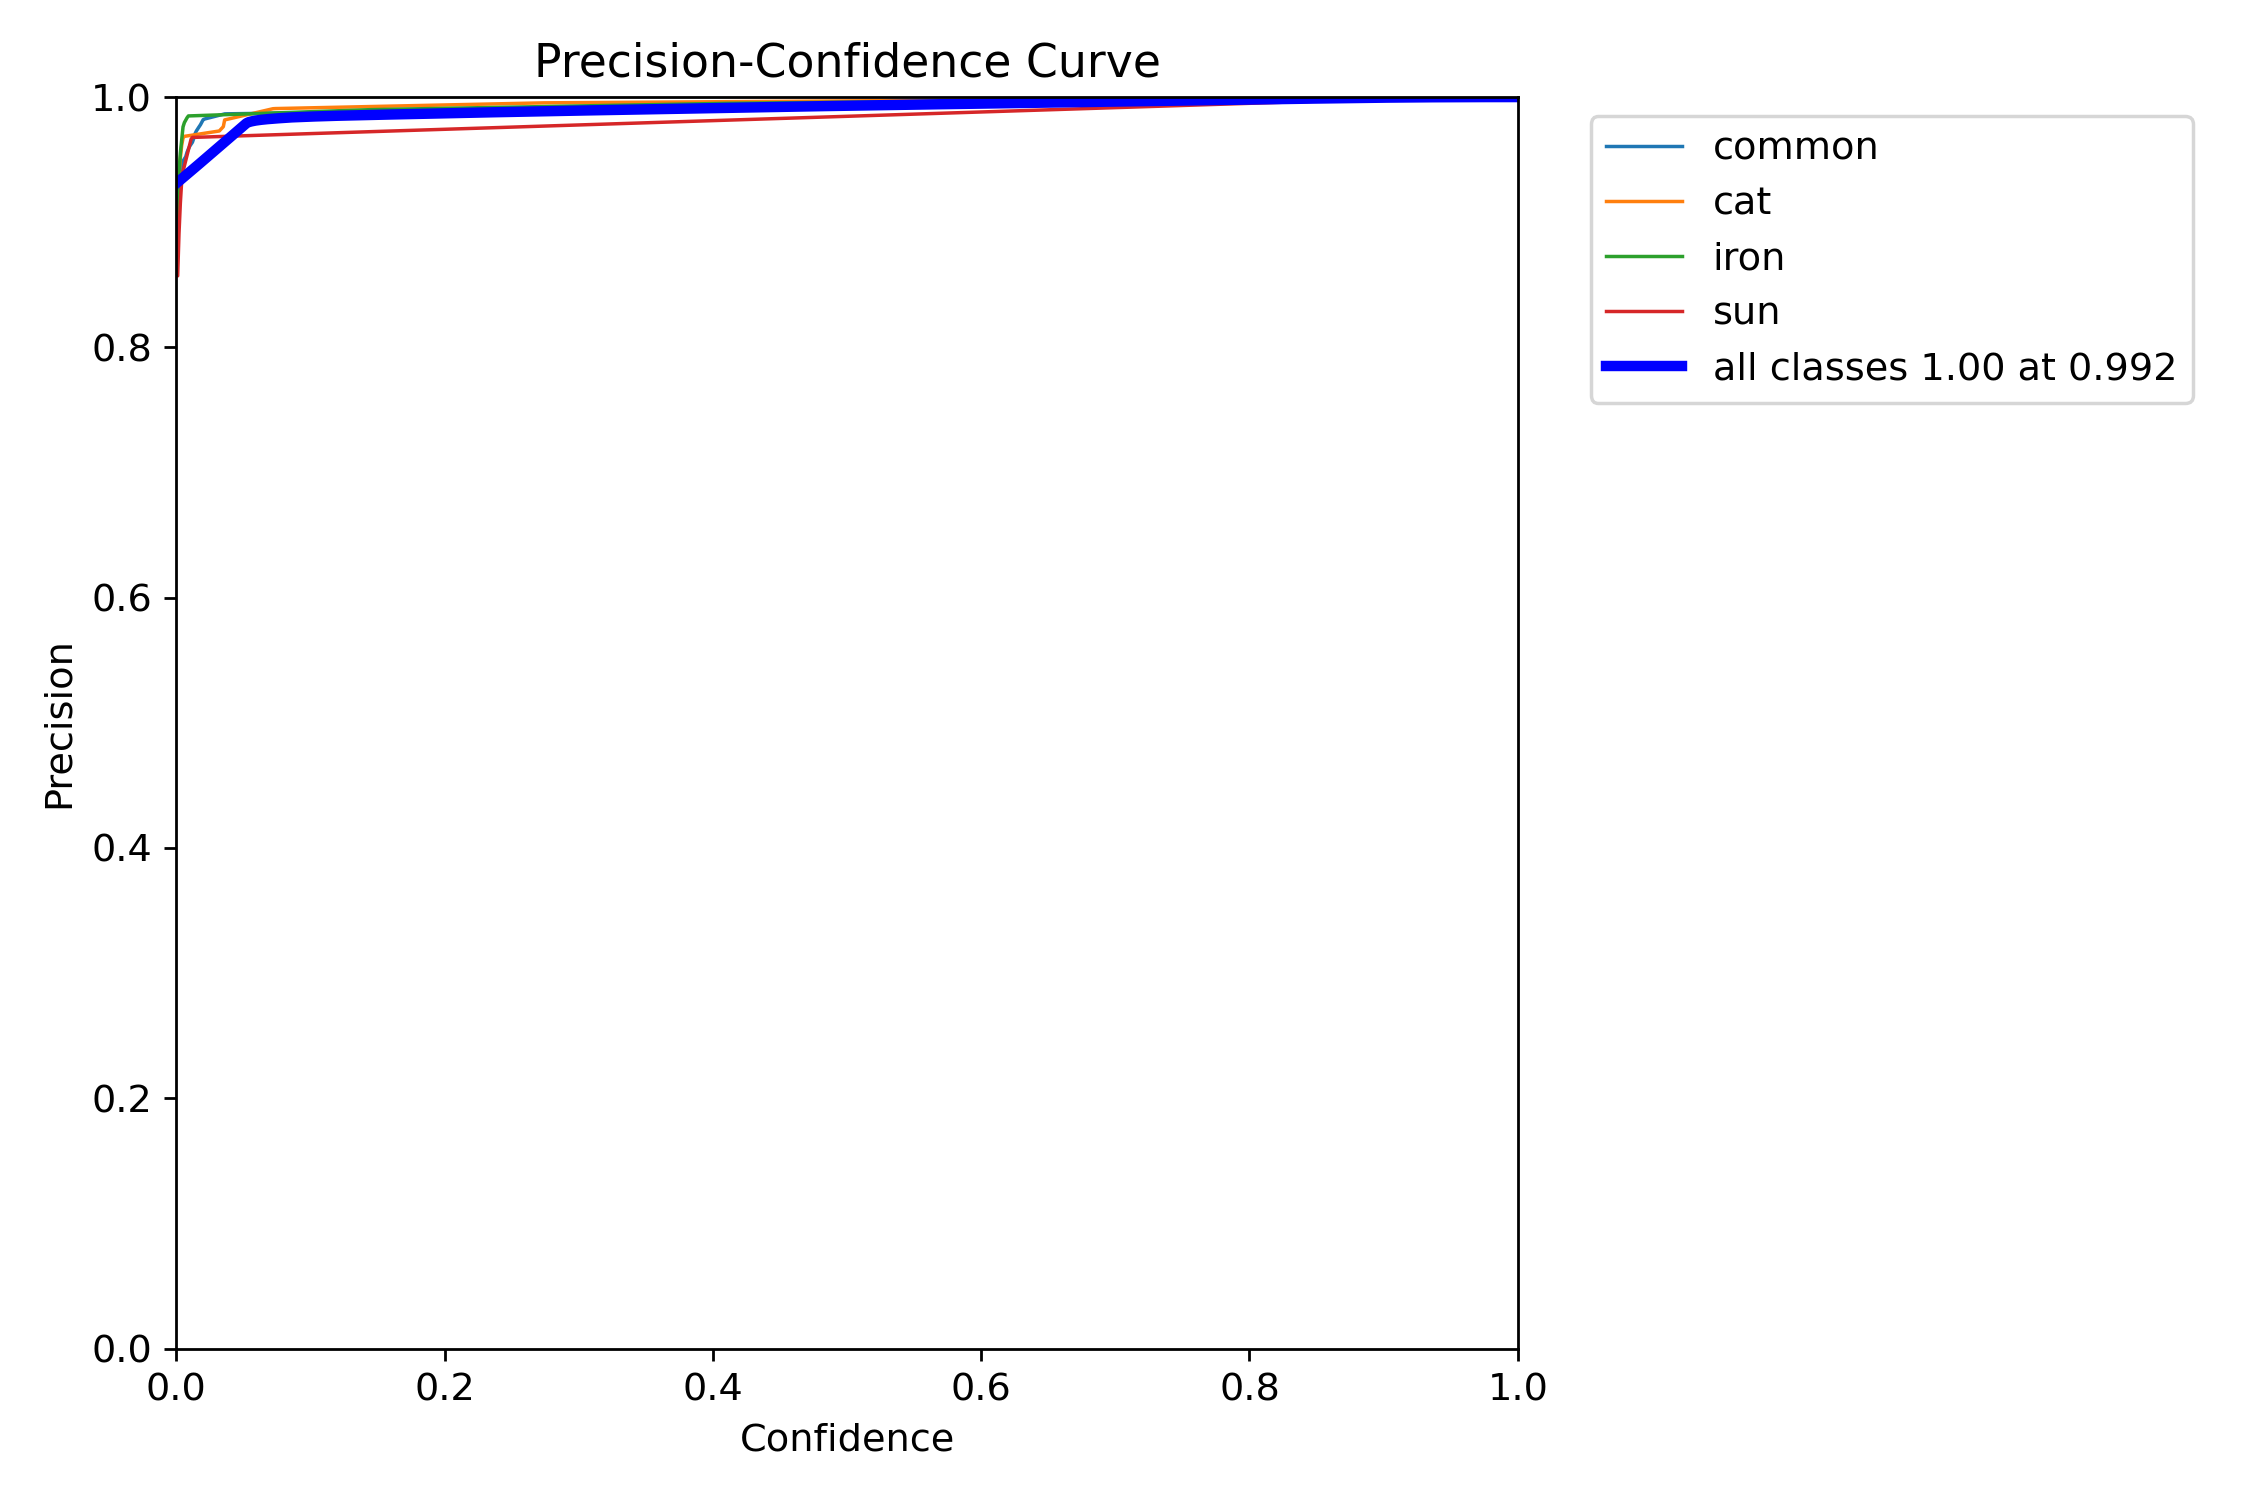 Precision-Confidence Curve
1.0
0.8
0.6
0.4
0.2
0.0
Precision
0.0 0.2 0.4 0.6 0.8 1.0
Confidence
common
cat
iron
sun
all classes 1.00 at 0.992